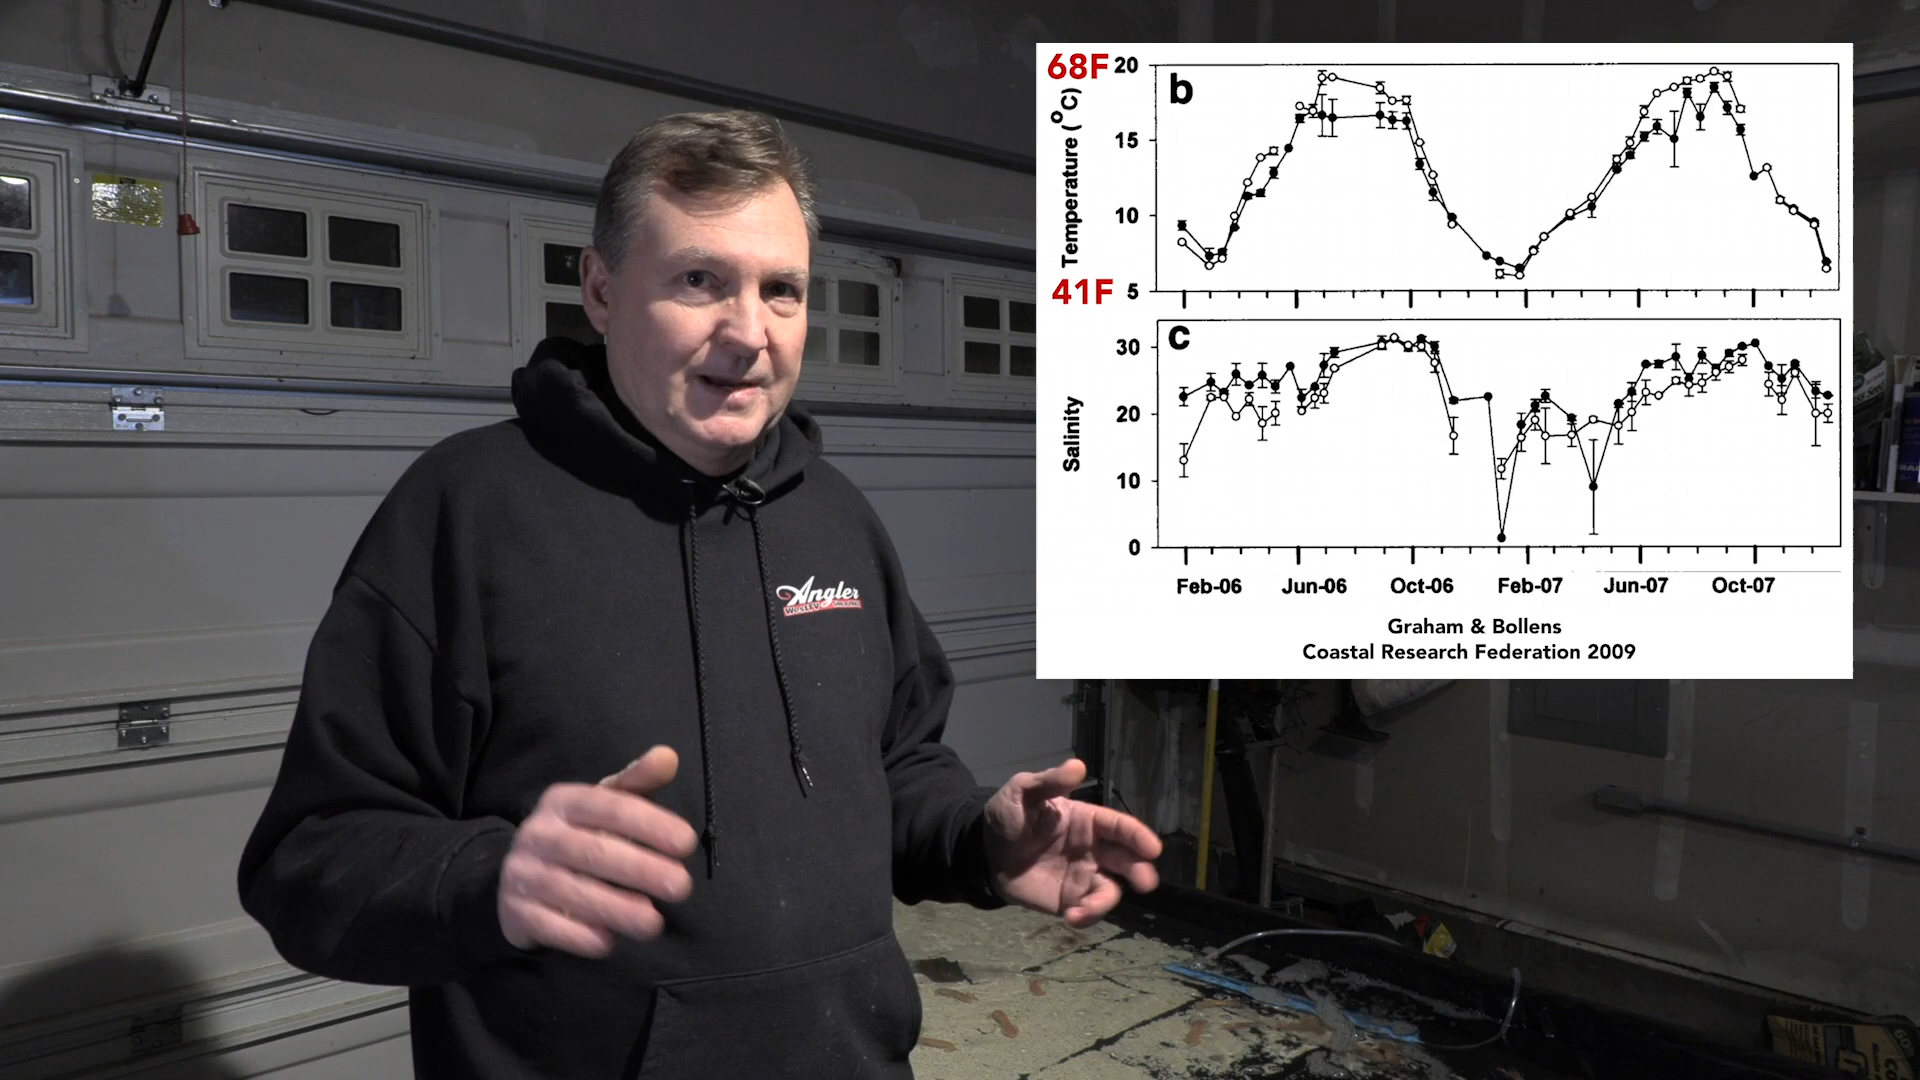 68F 20
b
Temperature (°C)
15
10
41F 5
c
30
Salinity
20
10
0
Feb-06 Jun-06 Oct-06 Feb-07 Jun-07 Oct-07
Graham & Bollens
Coastal Research Federation 2009
Angler
West